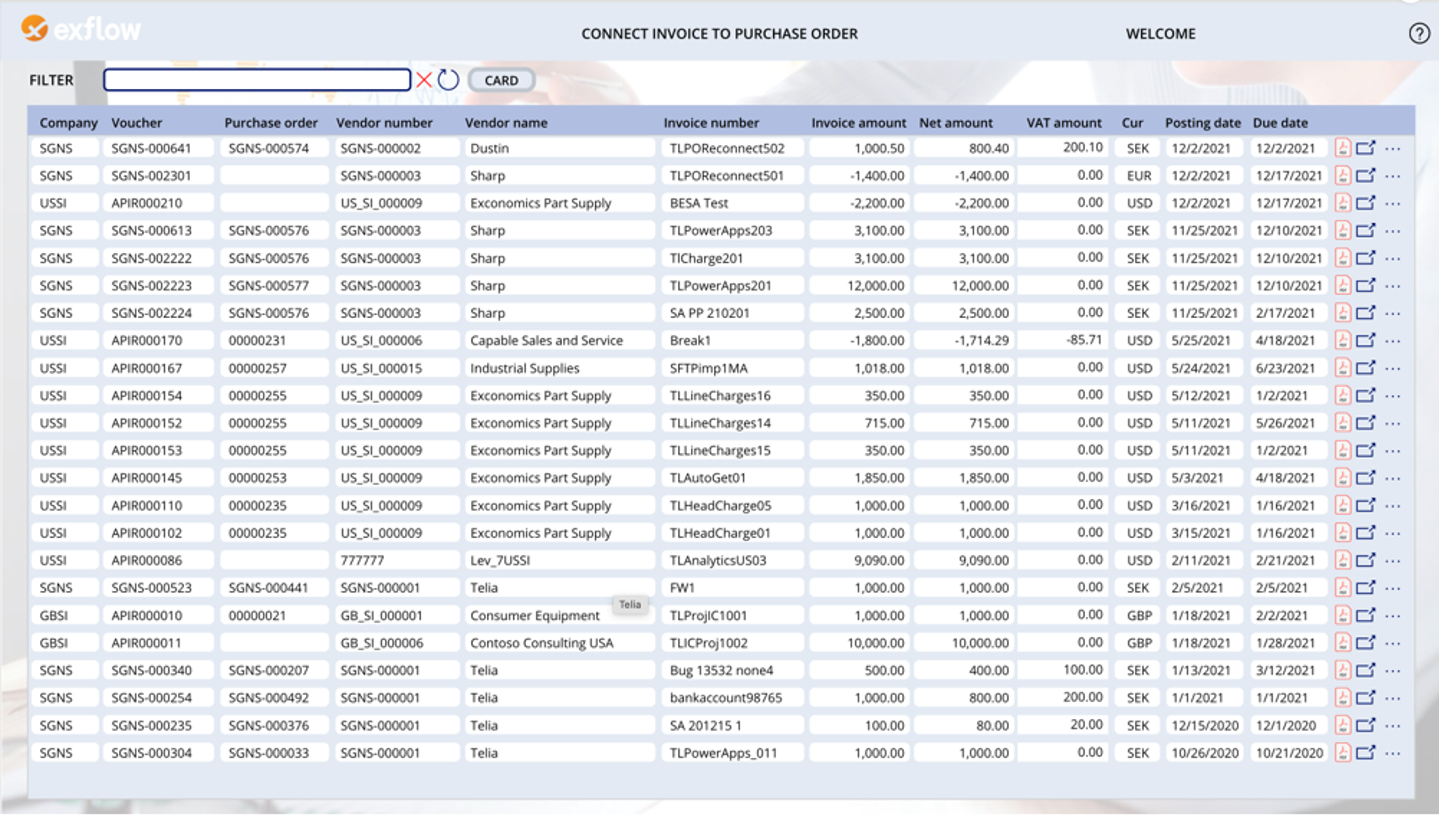 exflow
CONNECT INVOICE TO PURCHASE ORDER WELCOME ?
FILTER CARD
Company Voucher Purchase order Vendor number Vendor name Invoice number Invoice amount Net amount VAT amount Cur Posting date Due date
SGNS SGNS-000641 SGNS-000574 SGNS-000002 Dustin TLPOReconnect502 1,000.50 800.40 200.10 SEK 12/2/2021 12/2/2021 ...
SGNS SGNS-002301 SGNS-000003 Sharp TLPOReconnect501 -1,400.00 -1,400.00 0.00 EUR 12/2/2021 12/17/2021 ...
USSI APIR000210 US_SI_000009 Exconomics Part Supply BESA Test -2,200.00 -2,200.00 0.00 USD 12/2/2021 12/17/2021 ...
SGNS SGNS-000613 SGNS-000576 SGNS-000003 Sharp TLPowerApps203 3,100.00 3,100.00 0.00 SEK 11/25/2021 12/10/2021 ...
SGNS SGNS-002222 SGNS-000576 SGNS-000003 Sharp TlCharge201 3,100.00 3,100.00 0.00 SEK 11/25/2021 12/10/2021 ...
SGNS SGNS-002223 SGNS-000577 SGNS-000003 Sharp TLPowerApps201 12,000.00 12,000.00 0.00 SEK 11/25/2021 12/10/2021 ...
SGNS SGNS-002224 SGNS-000576 SGNS-000003 Sharp SA PP 210201 2,500.00 2,500.00 0.00 SEK 11/25/2021 2/17/2021 ...
USSI APIR000170 00000231 US_SI_000006 Capable Sales and Service Break1 -1,800.00 -1,714.29 -85.71 USD 5/25/2021 4/18/2021 ...
USSI APIR000167 00000257 US_SI_000015 Industrial Supplies SFTPimp1MA 1,018.00 1,018.00 0.00 USD 5/24/2021 6/23/2021 ...
USSI APIR000154 00000255 US_SI_000009 Exconomics Part Supply TLLineCharges16 350.00 350.00 0.00 USD 5/12/2021 1/2/2021 ...
USSI APIR000152 00000255 US_SI_000009 Exconomics Part Supply TLLineCharges14 715.00 715.00 0.00 USD 5/11/2021 5/26/2021 ...
USSI APIR000153 00000255 US_SI_000009 Exconomics Part Supply TLLineCharges15 350.00 350.00 0.00 USD 5/11/2021 1/2/2021 ...
USSI APIR000145 00000253 US_SI_000009 Exconomics Part Supply TLAutoGet01 1,850.00 1,850.00 0.00 USD 5/3/2021 4/18/2021 ...
USSI APIR000110 00000235 US_SI_000009 Exconomics Part Supply TLHeadCharge05 1,000.00 1,000.00 0.00 USD 3/16/2021 1/16/2021 ...
USSI APIR000102 00000235 US_SI_000009 Exconomics Part Supply TLHeadCharge01 1,000.00 1,000.00 0.00 USD 3/15/2021 1/16/2021 ...
USSI APIR000086 777777 Lev_7USSI TLAnalyticsUS03 9,090.00 9,090.00 0.00 USD 2/11/2021 2/21/2021 ...
SGNS SGNS-000523 SGNS-000441 SGNS-000001 Telia FW1 1,000.00 1,000.00 0.00 SEK 2/5/2021 2/5/2021 ...
Telia
GBSI APIR000010 00000021 GB_SI_000001 Consumer Equipment TLProjIC1001 1,000.00 1,000.00 0.00 GBP 1/18/2021 2/2/2021 ...
GBSI APIR000011 GB_SI_000006 Contoso Consulting USA TLICProj1002 10,000.00 10,000.00 0.00 GBP 1/18/2021 1/28/2021 ...
SGNS SGNS-000340 SGNS-000207 SGNS-000001 Telia Bug 13532 none4 500.00 400.00 100.00 SEK 1/13/2021 3/12/2021 ...
SGNS SGNS-000254 SGNS-000492 SGNS-000001 Telia bankaccount98765 1,000.00 800.00 200.00 SEK 1/1/2021 1/1/2021 ...
SGNS SGNS-000235 SGNS-000376 SGNS-000001 Telia SA 201215 1 100.00 80.00 20.00 SEK 12/15/2020 12/1/2020 ...
SGNS SGNS-000304 SGNS-000033 SGNS-000001 Telia TLPowerApps_011 1,000.00 1,000.00 0.00 SEK 10/26/2020 10/21/2020 ...